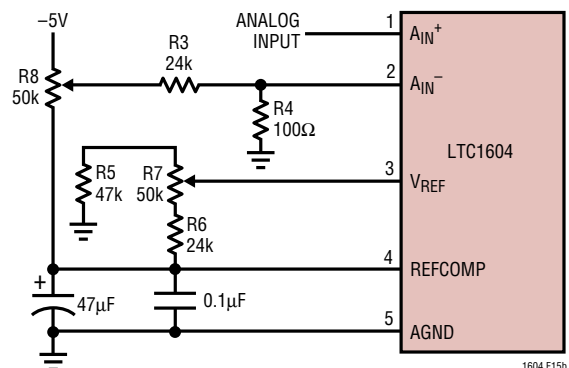 –5V
R8
50k
R3
24k
ANALOG
INPUT
R4
100Ω
R5
47k
R7
50k
R6
24k
+
47µF
0.1µF
1
AIN+
2
AIN–
LTC1604
3
VREF
4
REFCOMP
5
AGND
1604 F15b